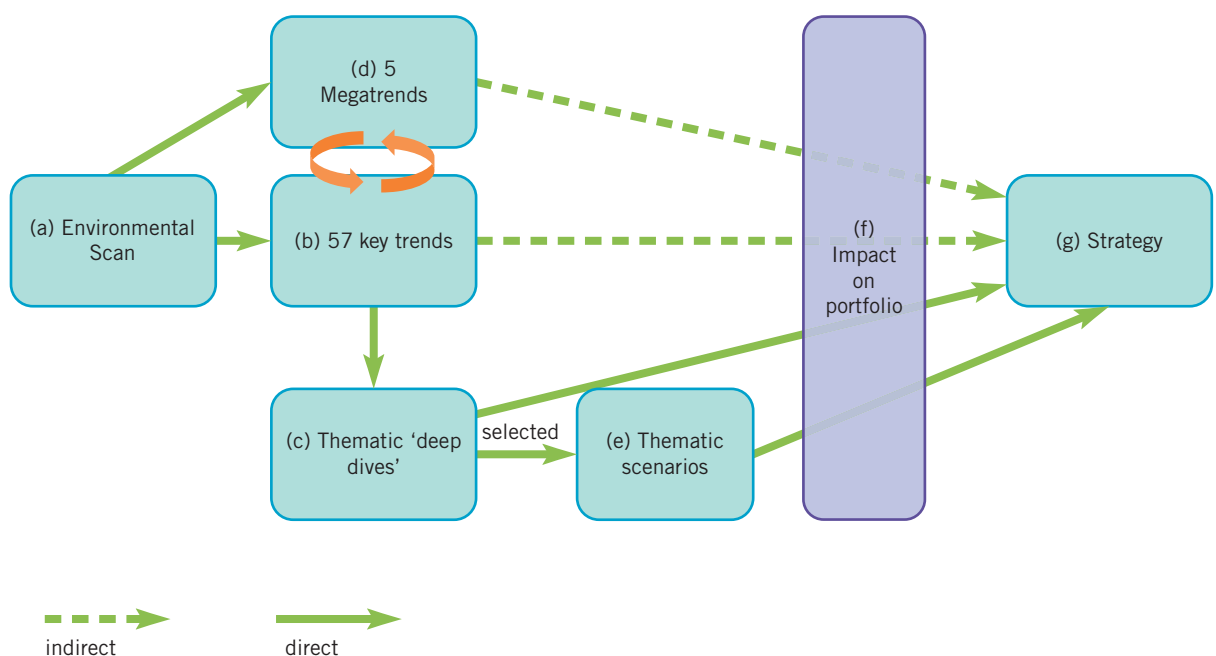 (d) 5
Megatrends
(a) Environmental
Scan
(b) 57 key trends
(f)
Impact
on
portfolio
(g) Strategy
(c) Thematic ‘deep
dives’
selected
(e) Thematic
scenarios
indirect
direct